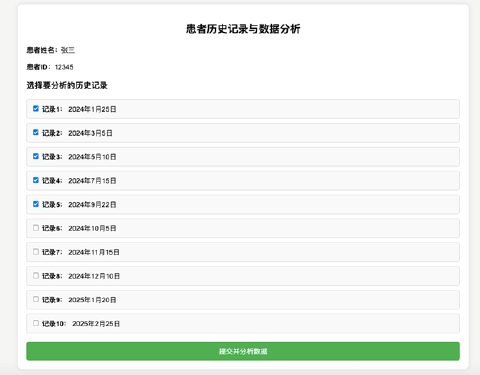 患者历史记录与数据分析
患者姓名：张三
患者ID：12345
选择要分析的历史记录
记录1： 2024年1月25日
记录2： 2024年3月5日
记录3： 2024年5月10日
记录4： 2024年7月15日
记录5： 2024年9月22日
记录6： 2024年10月5日
记录7： 2024年11月15日
记录8： 2024年12月10日
记录9： 2025年1月20日
记录10： 2025年2月25日
提交并分析数据